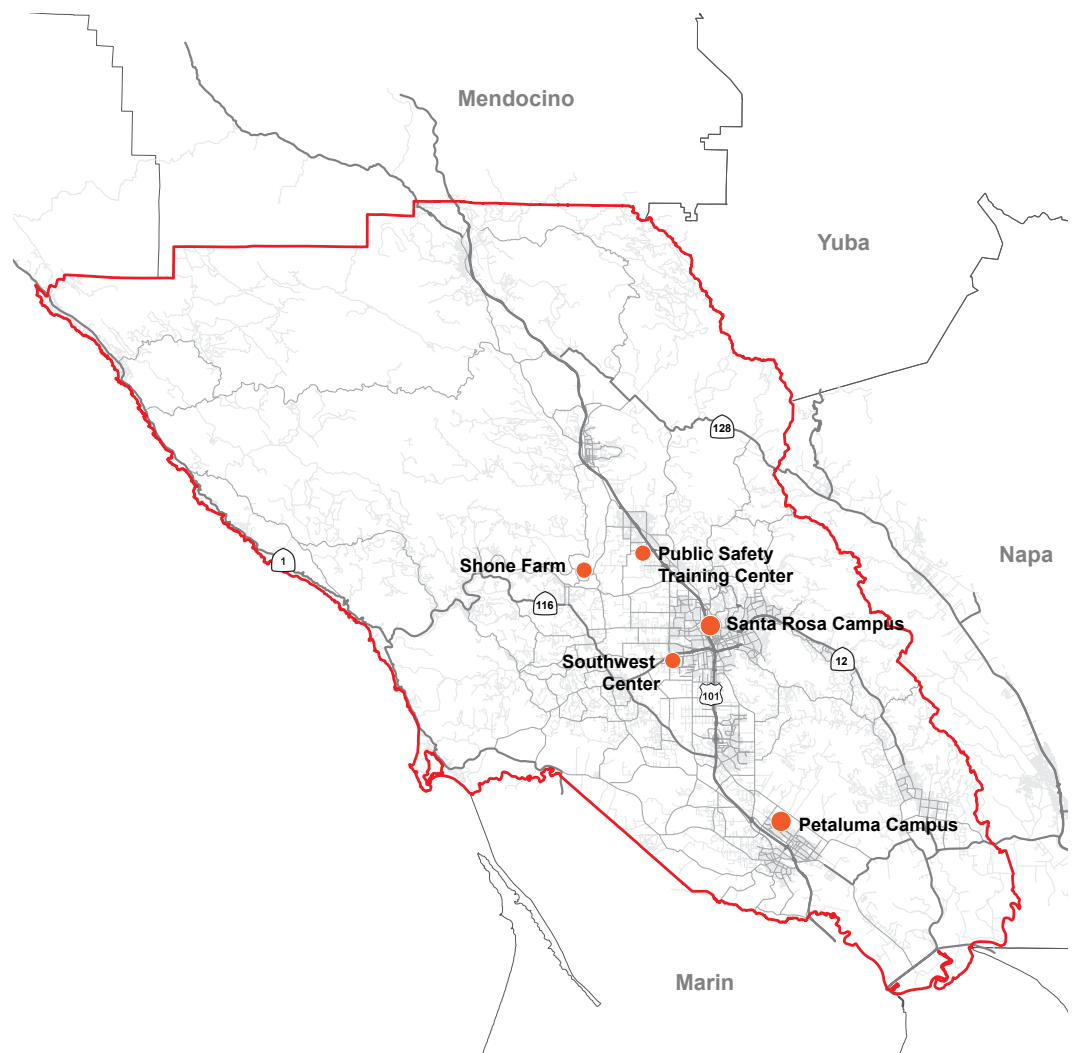 Mendocino
Yuba
128
Napa
Public Safety
Training Center
Shone Farm
1
116
Santa Rosa Campus
Southwest
Center
12
101
Petaluma Campus
Marin